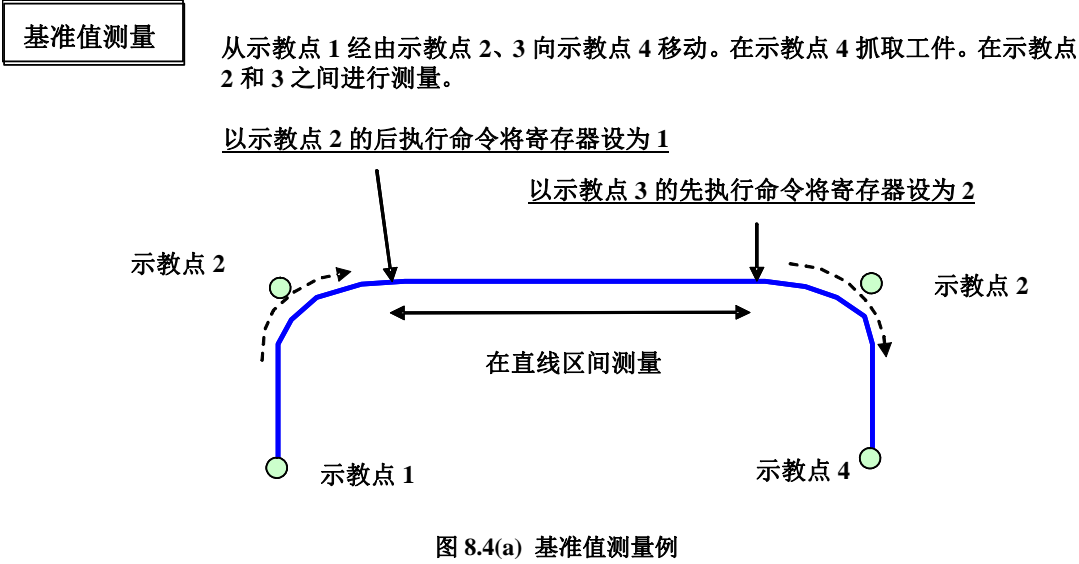 基准值测量
从示教点 1 经由示教点 2、3 向示教点 4 移动。在示教点 4 抓取工件。在示教点
2 和 3 之间进行测量。
以示教点 2 的后执行命令将寄存器设为 1
以示教点 3 的先执行命令将寄存器设为 2
示教点 2
示教点 2
在直线区间测量
示教点 1
示教点 4
图 8.4(a) 基准值测量例